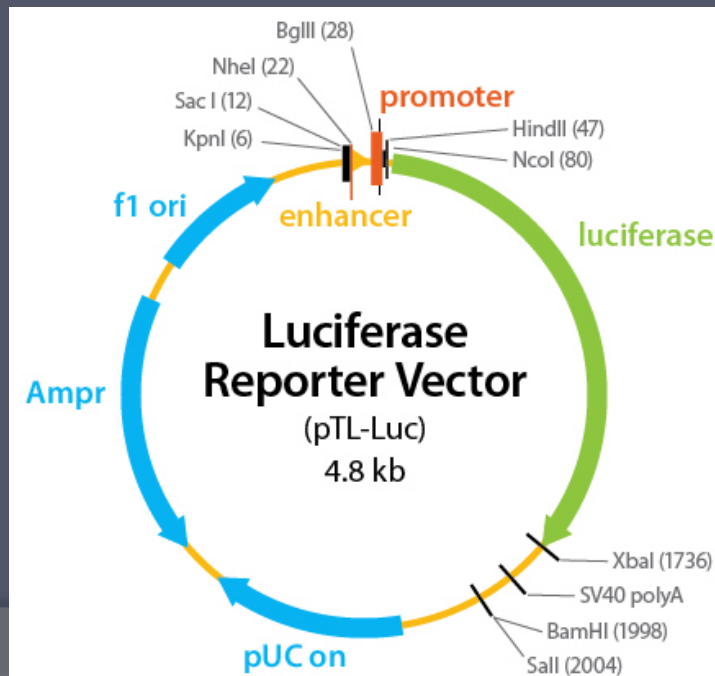 BglII (28)
NheI (22)
Sac I (12)
KpnI (6)
promoter
HindII (47)
NcoI (80)
f1 ori
enhancer
luciferase
Luciferase
Reporter Vector
(pTL-Luc)
4.8 kb
Ampr
XbaI (1736)
SV40 polyA
BamHI (1998)
SalI (2004)
pUC on